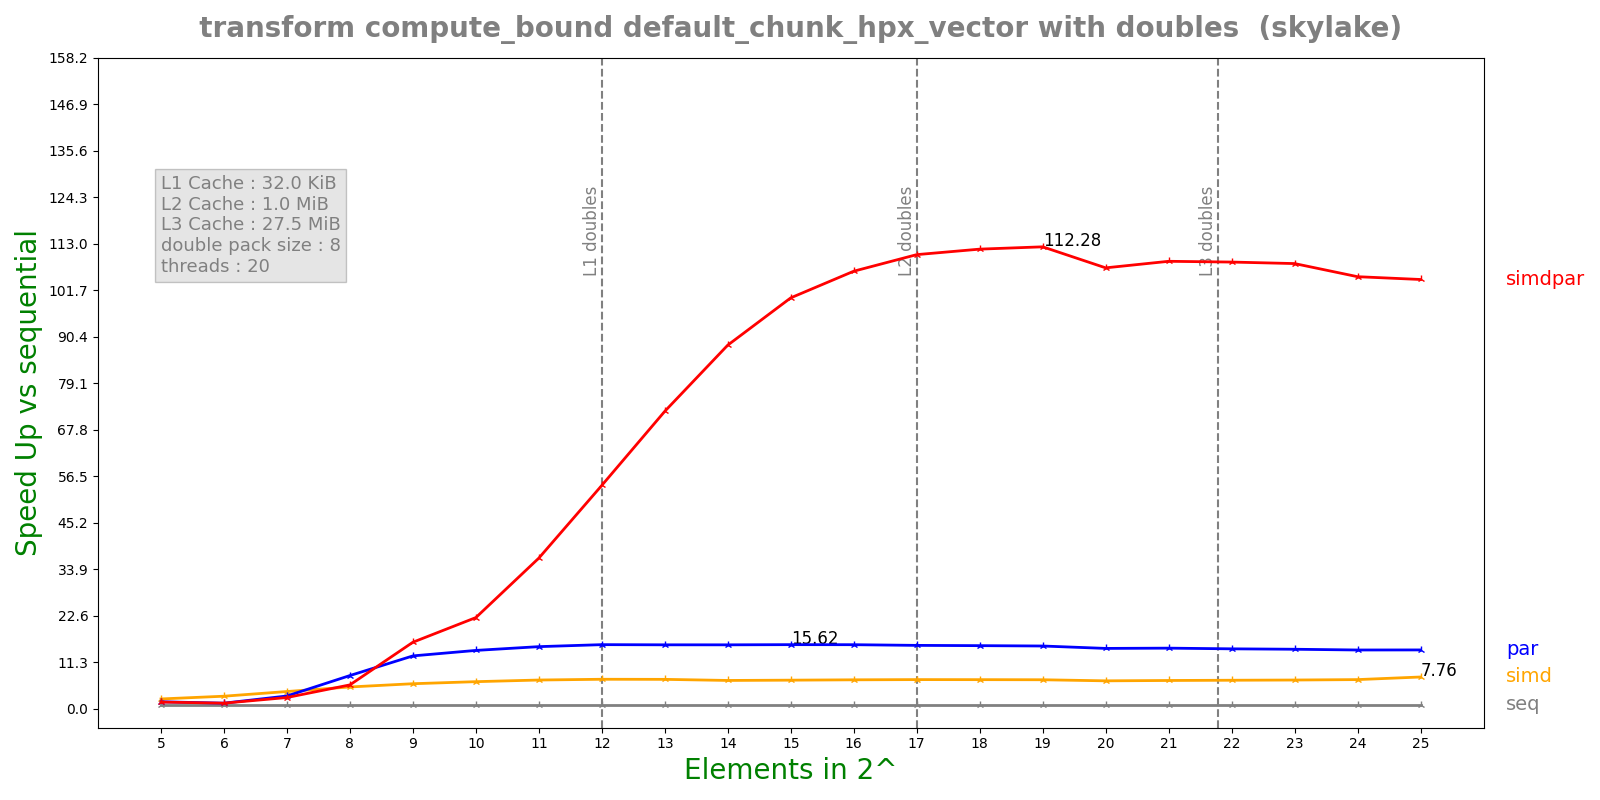 transform compute_bound default_chunk_hpx_vector with doubles (skylake)
Speed Up vs sequential
158.2
146.9
135.6
124.3
113.0
101.7
90.4
79.1
67.8
56.5
45.2
33.9
22.6
11.3
0.0
L1 Cache : 32.0 KiB
L2 Cache : 1.0 MiB
L3 Cache : 27.5 MiB
double pack size : 8
threads : 20
L1 doubles
L2 doubles
L3 doubles
112.28
15.62
7.76
simdpar
par
simd
seq
5 6 7 8 9 10 11 12 13 14 15 16 17 18 19 20 21 22 23 24 25
Elements in 2^